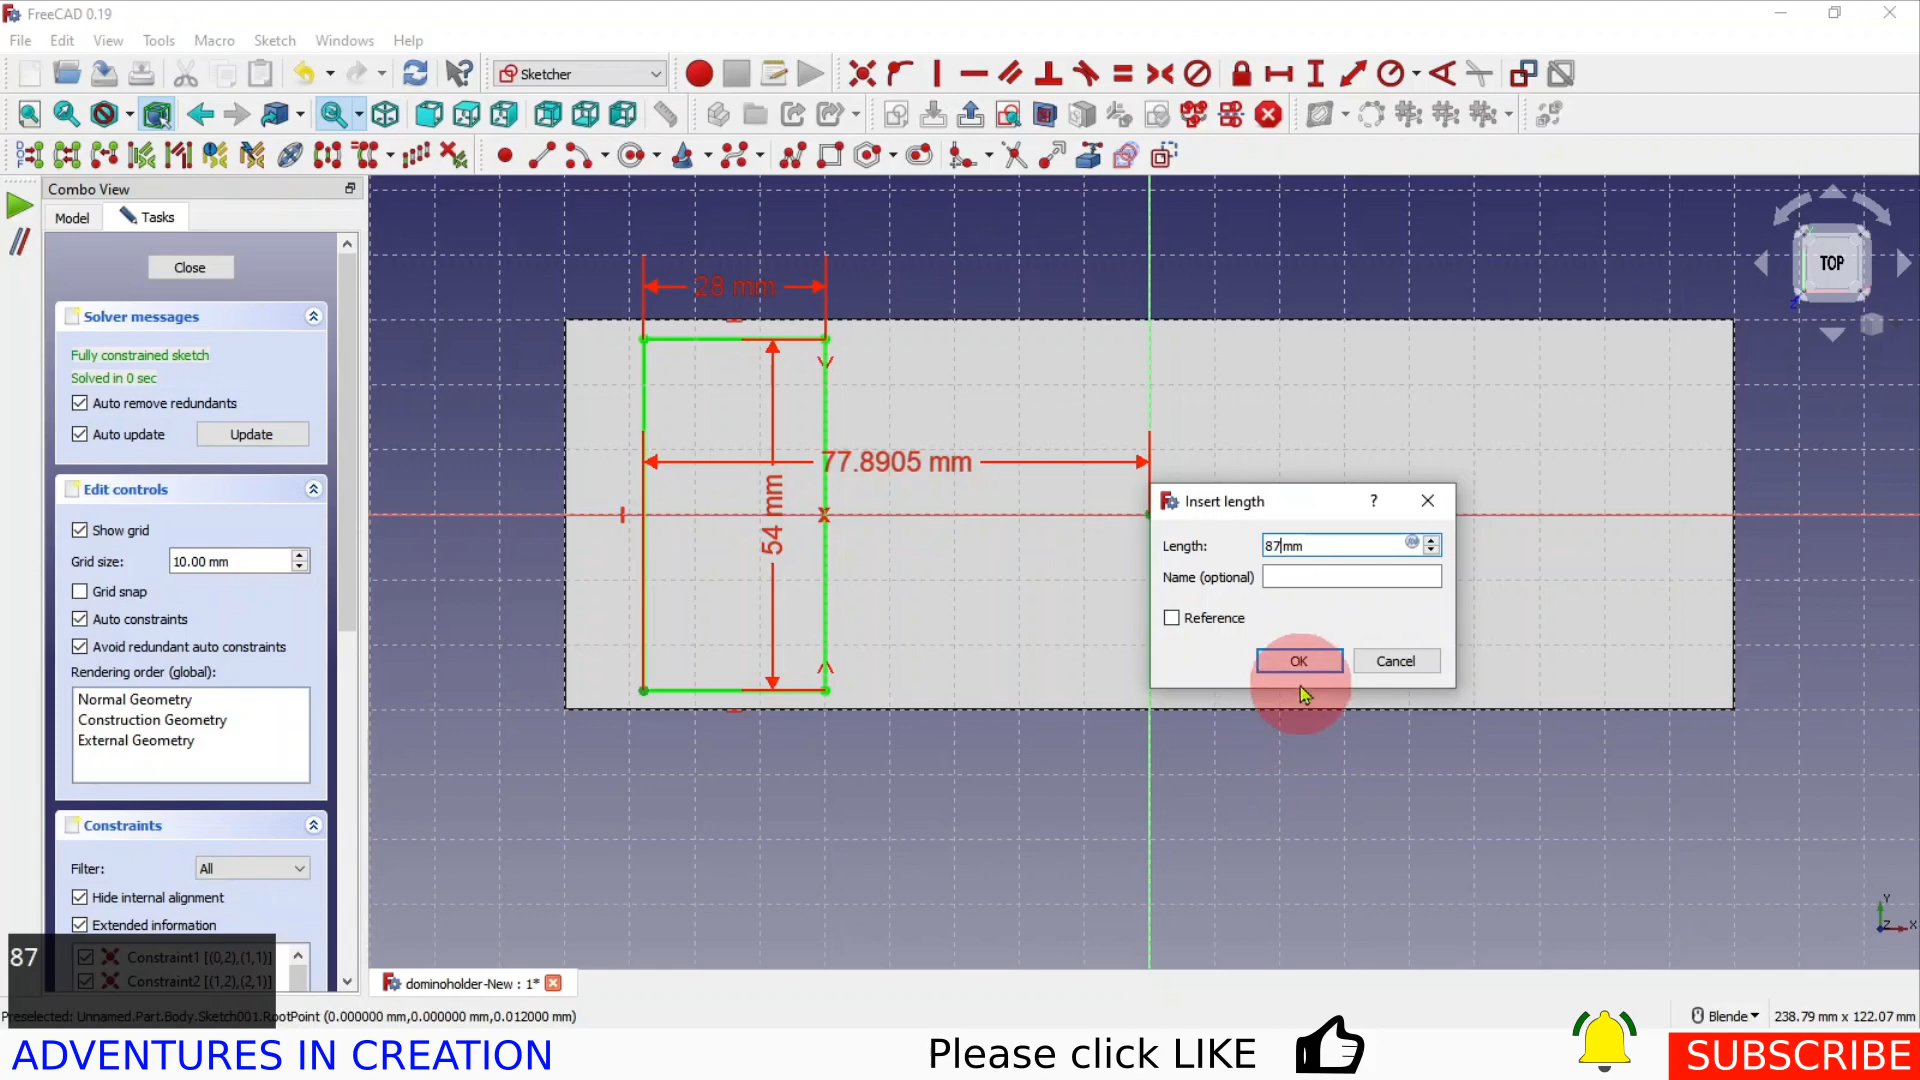 FreeCAD 0.19
File Edit View Tools Macro Sketch Windows Help
Sketcher
Combo View
Model Tasks
Close
Solver messages
Fully constrained sketch
Solved in 0 sec
Auto remove redundants
Auto update Update
Edit controls
Show grid
Grid size: 10.00 mm
Grid snap
Auto constraints
Avoid redundant auto constraints
Rendering order (global):
Normal Geometry
Construction Geometry
External Geometry
Constraints
Filter: All
Hide internal alignment
Extended information
Constraint1 [(0,2),(1,1)]
Constraint2 [(1,2),(2,1)]
87
28 mm
77.8905 mm
54 mm
TOP
Insert length ?
Length: 87 mm
Name (optional)
Reference
OK Cancel
Y
Z X
dominoholder-New : 1*
Preselected: Unnamed.Part.Body.Sketch001.RootPoint (0.000000 mm,0.000000 mm,0.012000 mm)
Blende 238.79 mm x 122.07 mm
ADVENTURES IN CREATION
Please click LIKE
SUBSCRIBE